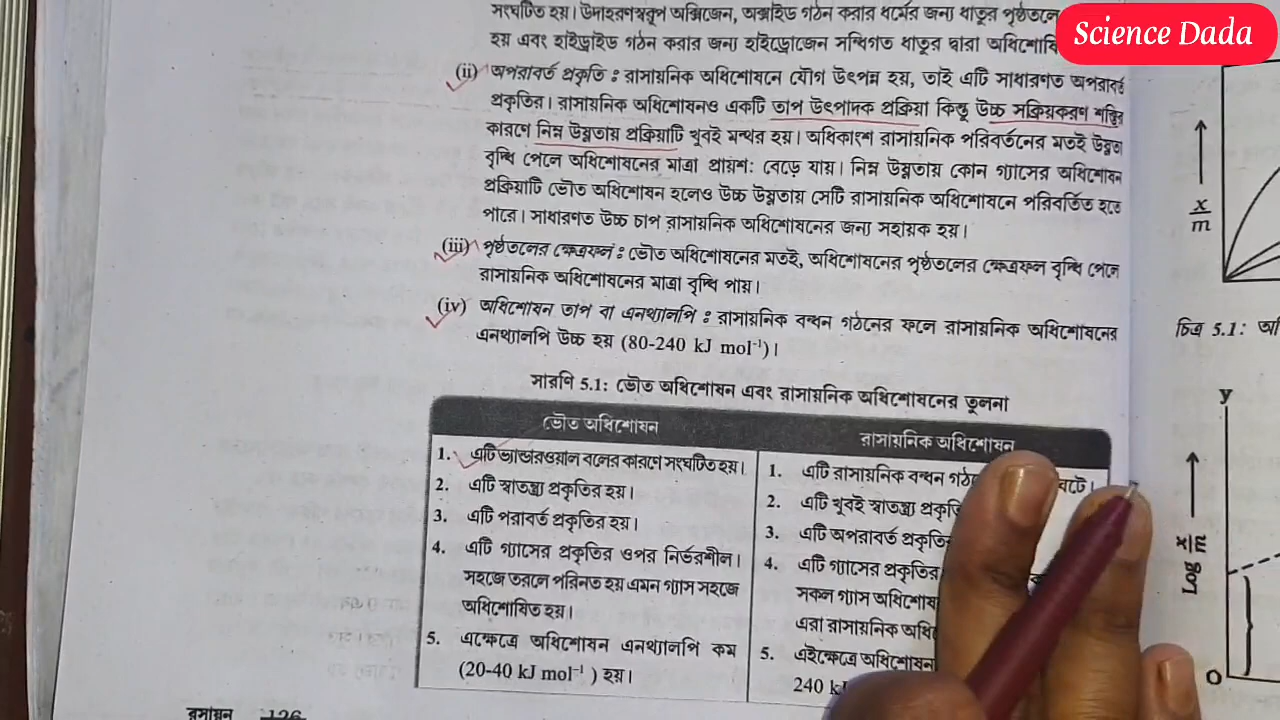 সংঘটিত হয়। উদাহরণস্বরূপ অক্সিজেন, অক্সাইড গঠন করার ধর্মের জন্য ধাতুর পৃষ্ঠতলে
Science Dada
হয় এবং হাইড্রাইড গঠন করার জন্য হাইড্রোজেন সন্ধিগত ধাতুর দ্বারা
(ii) অপরাবর্ত প্রকৃতি : রাসায়নিক অধিশোষনে যৌগ উৎপন্ন হয়, তাই এটি সাধারণত অপরাবর্ত
প্রকৃতির। রাসায়নিক অধিশোষনও একটি তাপ উৎপাদক প্রক্রিয়া কিন্তু উচ্চ সক্রিয়করণ শক্তির
কারণে নিম্ন উষ্ণতায় প্রক্রিয়াটি খুবই মন্থর হয়। অধিকাংশ রাসায়নিক পরিবর্তনের মতই উষ্ণতা
বৃদ্ধি পেলে অধিশোষনের মাত্রা প্রায়শ: বেড়ে যায়। নিম্ন উষ্ণতায় কোন গ্যাসের অধিশোষন
প্রক্রিয়াটি ভৌত অধিশোষন হলেও উচ্চ উষ্ণতায় সেটি রাসায়নিক অধিশোষনে পরিবর্তিত হতে
পারে। সাধারণত উচ্চ চাপ রাসায়নিক অধিশোষনের জন্য সহায়ক হয়।
(iii) পৃষ্ঠতলের ক্ষেত্রফল : ভৌত অধিশোষনের মতই, অধিশোষনের পৃষ্ঠতলের ক্ষেত্রফল বৃদ্ধি পেলে
রাসায়নিক অধিশোষনের মাত্রা বৃদ্ধি পায়।
(iv) অধিশোষন তাপ বা এনথ্যালপি : রাসায়নিক বন্ধন গঠনের ফলে রাসায়নিক অধিশোষনের
এনথ্যালপি উচ্চ হয় (80-240 kJ mol⁻¹)।
সারণি 5.1: ভৌত অধিশোষন এবং রাসায়নিক অধিশোষনের তুলনা
ভৌত অধিশোষন
1. এটি ভ্যান্ডারওয়াল বলের কারণে সংঘটিত হয়।
2. এটি স্বাতন্ত্র্য প্রকৃতির হয়।
3. এটি পরাবর্ত প্রকৃতির হয়।
4. এটি গ্যাসের প্রকৃতির ওপর নির্ভরশীল।
সহজে তরলে পরিনত হয় এমন গ্যাস সহজে
অধিশোষিত হয়।
5. এক্ষেত্রে অধিশোষন এনথ্যালপি কম
(20-40 kJ mol⁻¹ ) হয়।
রাসায়নিক অধিশোষন
1. এটি রাসায়নিক বন্ধন
2. এটি খুবই স্বাতন্ত্র্য
3. এটি অপরাবর্ত
4. এটি গ্যাসের প্রকৃতির
সকল গ্যাস
এরা রাসায়নিক
5. এইক্ষেত্রে অধিশোষন
240
রসায়ন 126
x/m
চিত্র 5.1:
y
Log x/m
O